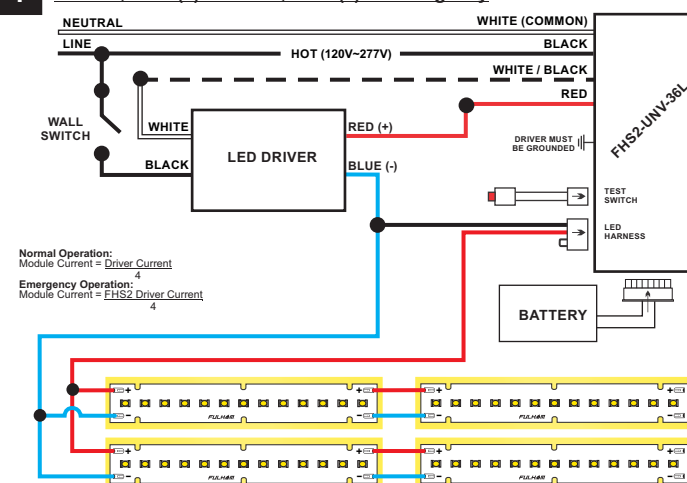 NEUTRAL
WHITE (COMMON)
LINE
BLACK
HOT (120V~277V)
WHITE / BLACK
RED
WALL
SWITCH
WHITE
RED (+)
LED DRIVER
BLACK
BLUE (-)
DRIVER MUST
BE GROUNDED
FHS2-UNV-36L
TEST
SWITCH
LED
HARNESS
Normal Operation:
Module Current = Driver Current
4
Emergency Operation:
Module Current = FHS2 Driver Current
4
BATTERY
+ +
+ +
- -
- -
FULHAM
FULHAM
+ +
+ +
- -
- -
FULHAM
FULHAM